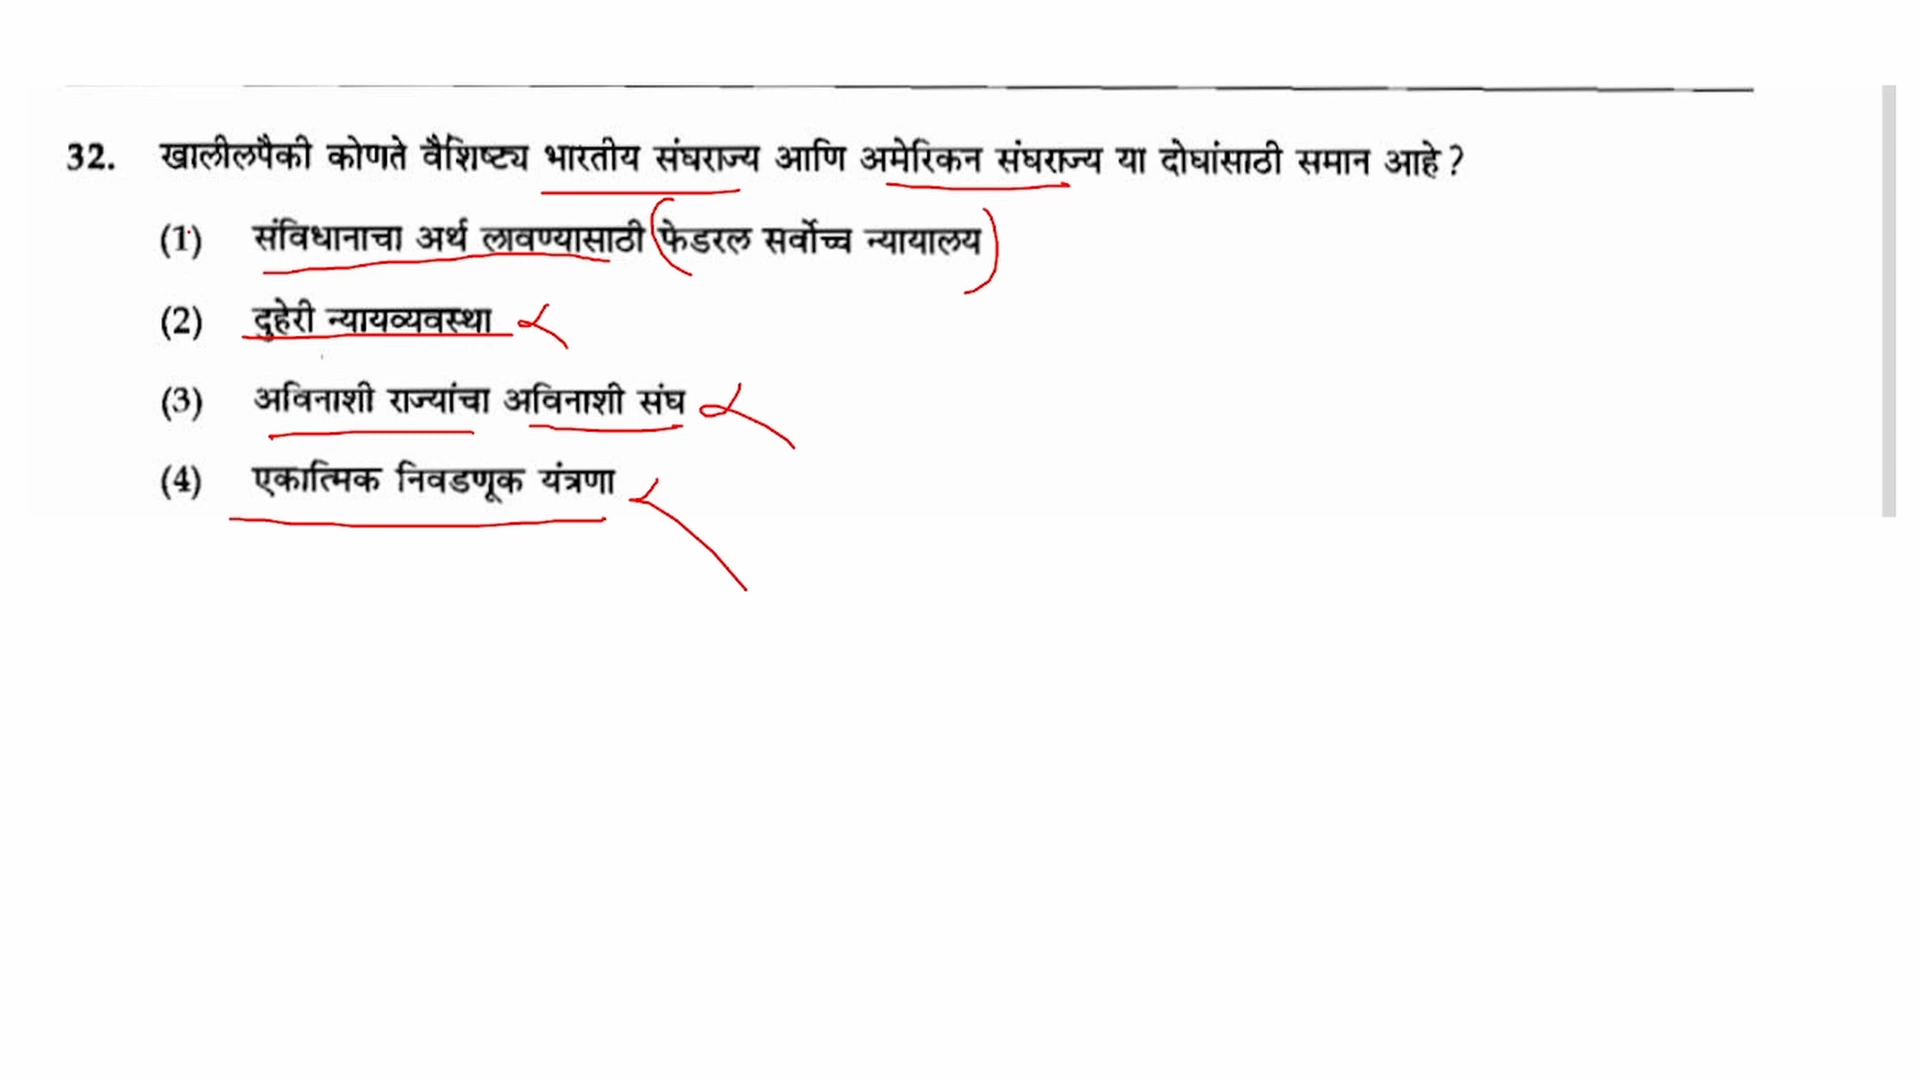 32. खालीलपैकी कोणते वैशिष्ट्य भारतीय संघराज्य आणि अमेरिकन संघराज्य या दोघांसाठी समान आहे ?
(1) संविधानाचा अर्थ लावण्यासाठी फेडरल सर्वोच्च न्यायालय
(2) दुहेरी न्यायव्यवस्था
(3) अविनाशी राज्यांचा अविनाशी संघ
(4) एकात्मिक निवडणूक यंत्रणा